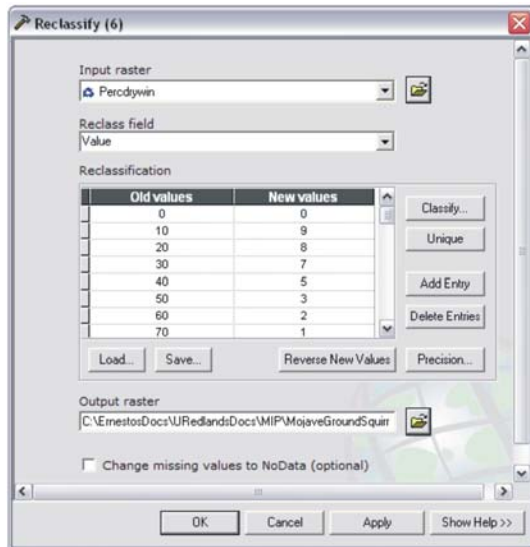 Reclassify (6)
Input raster
Percdrywin
Reclass field
Value
Reclassification
Old values New values
0 0
10 9
20 8
30 7
40 5
50 3
60 2
70 1
Classify...
Unique
Add Entry
Delete Entries
Load... Save... Reverse New Values Precision...
Output raster
C:\ErnestosDocs\URedlandsDocs\MIP\MojaveGroundSquirr
Change missing values to NoData (optional)
OK Cancel Apply Show Help >>